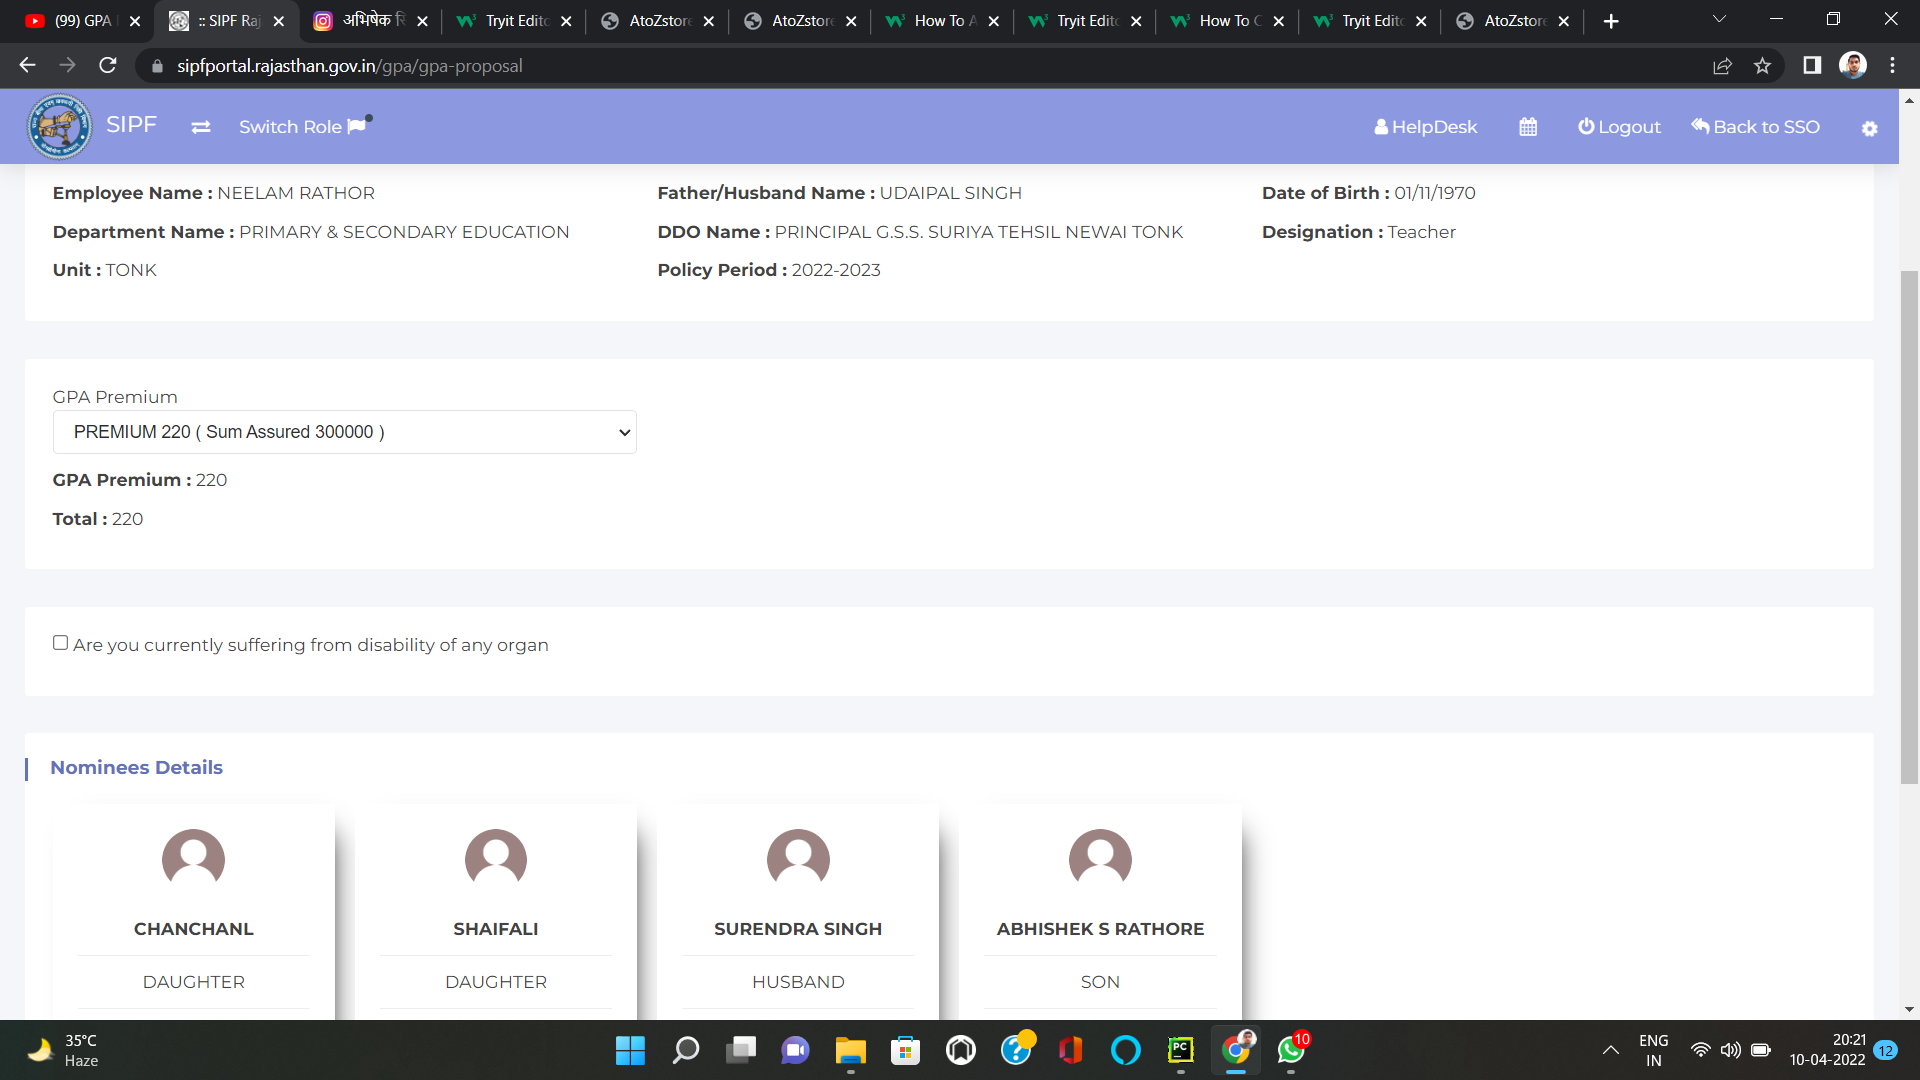 (99) GPA
:: SIPF Raj
अभिषेक
Tryit Edito
AtoZstore
AtoZstore
How To A
Tryit Edito
How To C
Tryit Edito
AtoZstore
sipfportal.rajasthan.gov.in/gpa/gpa-proposal
SIPF
Switch Role
HelpDesk
Logout
Back to SSO
Employee Name : NEELAM RATHOR
Father/Husband Name : UDAIPAL SINGH
Date of Birth : 01/11/1970
Department Name : PRIMARY & SECONDARY EDUCATION
DDO Name : PRINCIPAL G.S.S. SURIYA TEHSIL NEWAI TONK
Designation : Teacher
Unit : TONK
Policy Period : 2022-2023
GPA Premium
PREMIUM 220 ( Sum Assured 300000 )
GPA Premium : 220
Total : 220
Are you currently suffering from disability of any organ
Nominees Details
CHANCHANL
DAUGHTER
SHAIFALI
DAUGHTER
SURENDRA SINGH
HUSBAND
ABHISHEK S RATHORE
SON
35°C
Haze
PC
10
ENG
IN
20:21
10-04-2022
12